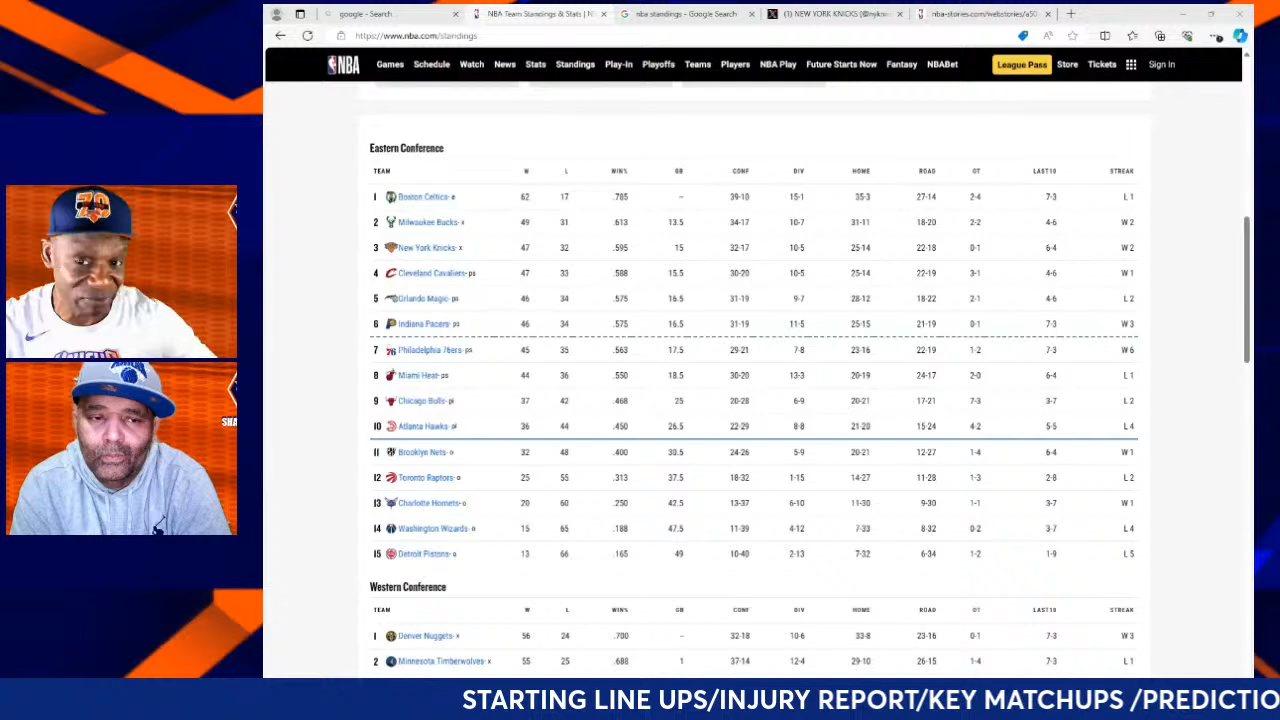 google - Search
NBA Team Standings & Stats | N
nba standings - Google Search
(1) NEW YORK KNICKS (@nykn
nba-stories.com/webstories/a50
https://www.nba.com/standings
NBA Games Schedule Watch News Stats Standings Play-In Playoffs Teams Players NBA Play Future Starts Now Fantasy NBABet League Pass Store Tickets Sign In
Eastern Conference
TEAM W L WIN% GB CONF DIV HOME ROAD OT LAST10 STREAK
1 Boston Celtics- e 62 17 .785 – 39-10 15-1 35-3 27-14 2-4 7-3 L 1
2 Milwaukee Bucks- x 49 31 .613 13.5 34-17 10-7 31-11 18-20 2-2 4-6 W 2
3 New York Knicks- x 47 32 .595 15 32-17 10-5 25-14 22-18 0-1 6-4 W 2
4 Cleveland Cavaliers- ps 47 33 .588 15.5 30-20 10-5 25-14 22-19 3-1 4-6 W 1
5 Orlando Magic- ps 46 34 .575 16.5 31-19 9-7 28-12 18-22 2-1 4-6 L 2
6 Indiana Pacers- ps 46 34 .575 16.5 31-19 11-5 25-15 21-19 0-1 7-3 W 3
7 Philadelphia 76ers- ps 45 35 .563 17.5 29-21 7-8 23-16 22-19 1-2 7-3 W 6
8 Miami Heat- ps 44 36 .550 18.5 30-20 13-3 20-19 24-17 2-0 6-4 L 1
9 Chicago Bulls- pi 37 42 .468 25 20-28 6-9 20-21 17-21 7-3 3-7 L 2
10 Atlanta Hawks- pi 36 44 .450 26.5 22-29 8-8 21-20 15-24 4-2 5-5 L 4
11 Brooklyn Nets- o 32 48 .400 30.5 24-26 5-9 20-21 12-27 1-4 6-4 W 1
12 Toronto Raptors- o 25 55 .313 37.5 18-32 1-15 14-27 11-28 1-3 2-8 L 2
13 Charlotte Hornets- o 20 60 .250 42.5 13-37 6-10 11-30 9-30 1-1 3-7 W 1
14 Washington Wizards- o 15 65 .188 47.5 11-39 4-12 7-33 8-32 0-2 3-7 L 4
15 Detroit Pistons- o 13 66 .165 49 10-40 2-13 7-32 6-34 1-2 1-9 L 5
Western Conference
TEAM W L WIN% GB CONF DIV HOME ROAD OT LAST10 STREAK
1 Denver Nuggets- x 56 24 .700 – 32-18 10-6 33-8 23-16 0-1 7-3 W 3
2 Minnesota Timberwolves- x 55 25 .688 1 37-14 12-4 29-10 26-15 1-4 7-3 L 1
SHA
STARTING LINE UPS/INJURY REPORT/KEY MATCHUPS /PREDICTIO